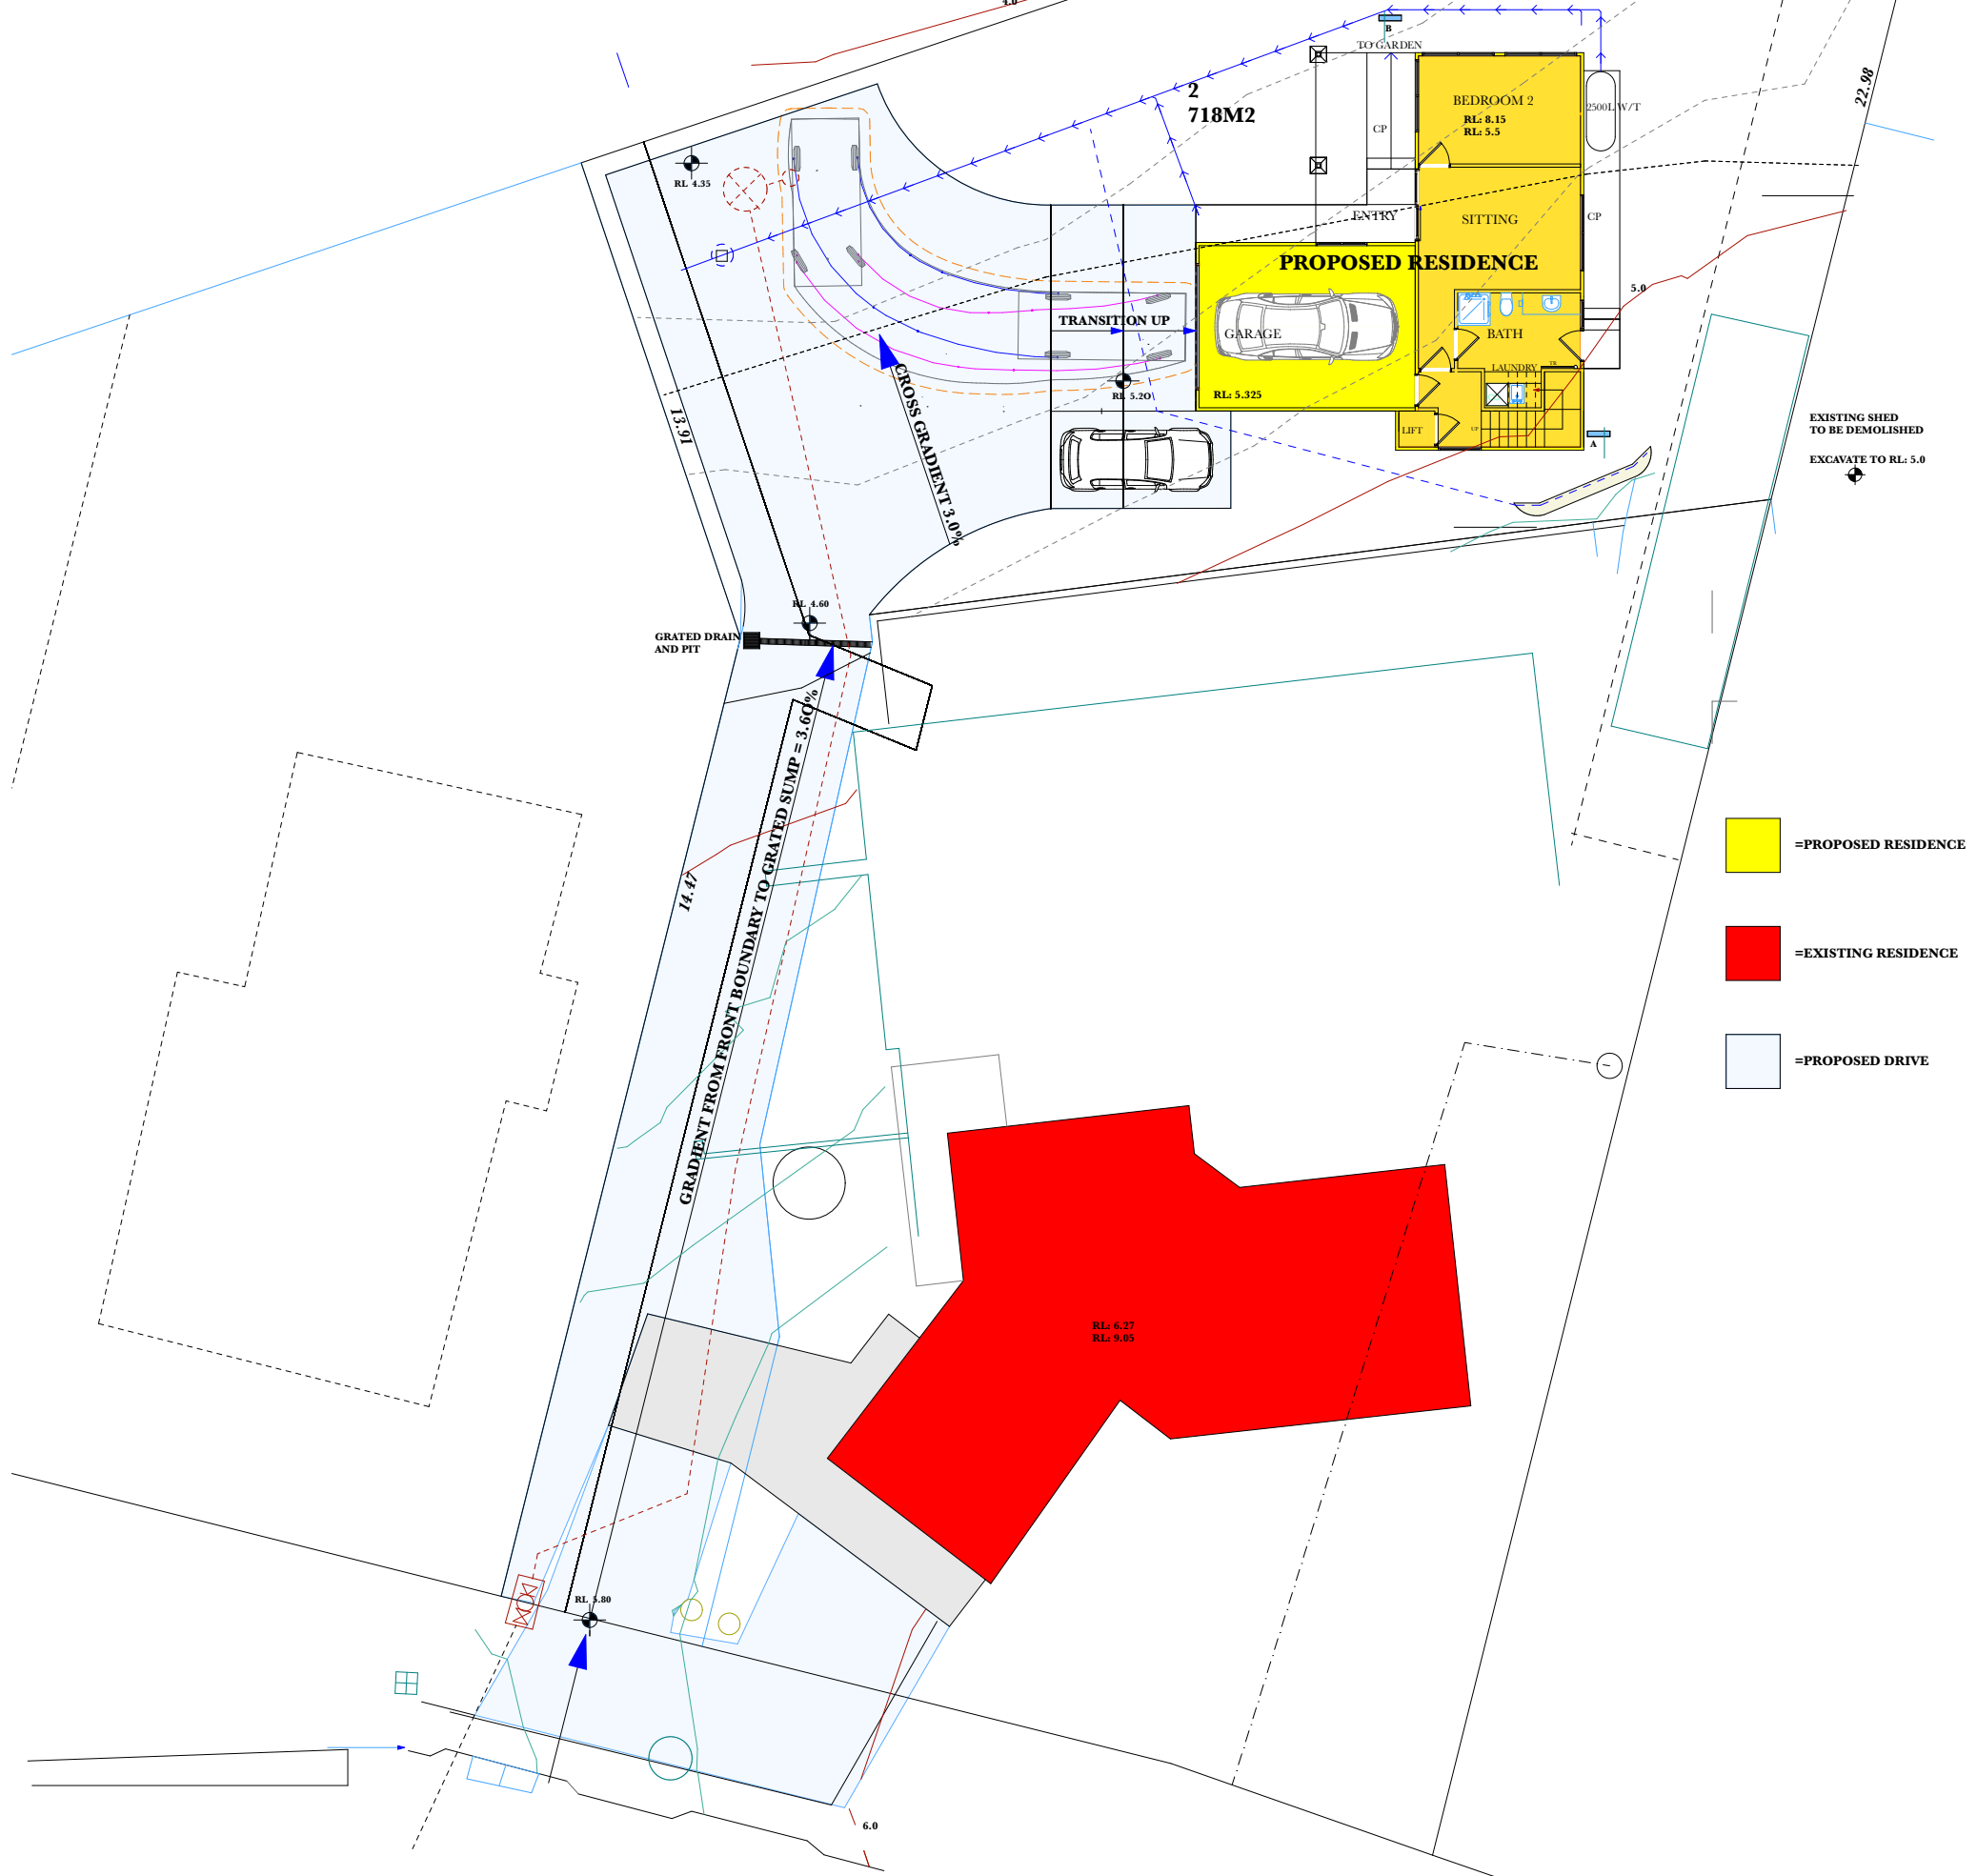 4.0
B
TO GARDEN
22.98
2
718M2
BEDROOM 2
RL: 8.15
RL: 5.5
2500L W/T
CP
RL 4.35
ENTRY
SITTING
CP
PROPOSED RESIDENCE
5.0
TRANSITION UP
GARAGE
BATH
LAUNDRY
TR
RL 5.20
RL: 5.325
CROSS GRADIENT 3.0%
13.91
LIFT
UP
A
EXISTING SHED
TO BE DEMOLISHED
EXCAVATE TO RL: 5.0
RL 4.60
GRATED DRAIN
AND PIT
GRADIENT FROM FRONT BOUNDARY TO GRATED SUMP = 3.60%
14.47
=PROPOSED RESIDENCE
=EXISTING RESIDENCE
=PROPOSED DRIVE
RL: 6.27
RL: 9.05
RL 5.80
6.0